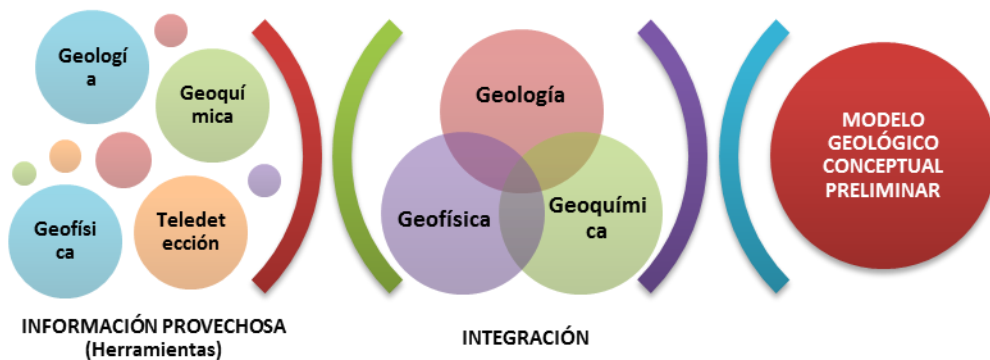 Geologí
a
Geoquí
mica
Geofísi
ca
Teledet
ección
INFORMACIÓN PROVECHOSA
(Herramientas)
Geología
Geofísica
Geoquími
ca
INTEGRACIÓN
MODELO
GEOLÓGICO
CONCEPTUAL
PRELIMINAR